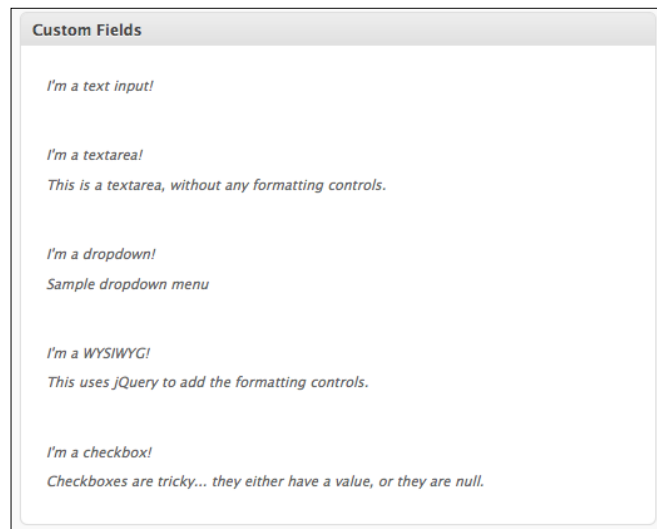 Custom Fields
I'm a text input!
I'm a textarea!
This is a textarea, without any formatting controls.
I'm a dropdown!
Sample dropdown menu
I'm a WYSIWYG!
This uses jQuery to add the formatting controls.
I'm a checkbox!
Checkboxes are tricky... they either have a value, or they are null.